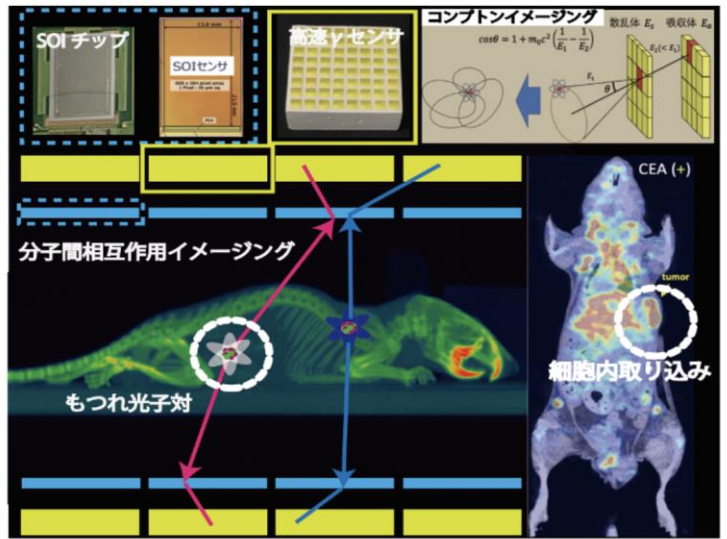 SOIチップ
SOIセンサ
高速γセンサ
コンプトンイメージング
散乱体 Es
吸収体 Ea
cosθ = 1 + m₀c² (1/E₁ − 1/E₂)
E₂(< E₁)
E₁
θ
分子間相互作用イメージング
もつれ光子対
CEA (+)
tumor
細胞内取り込み